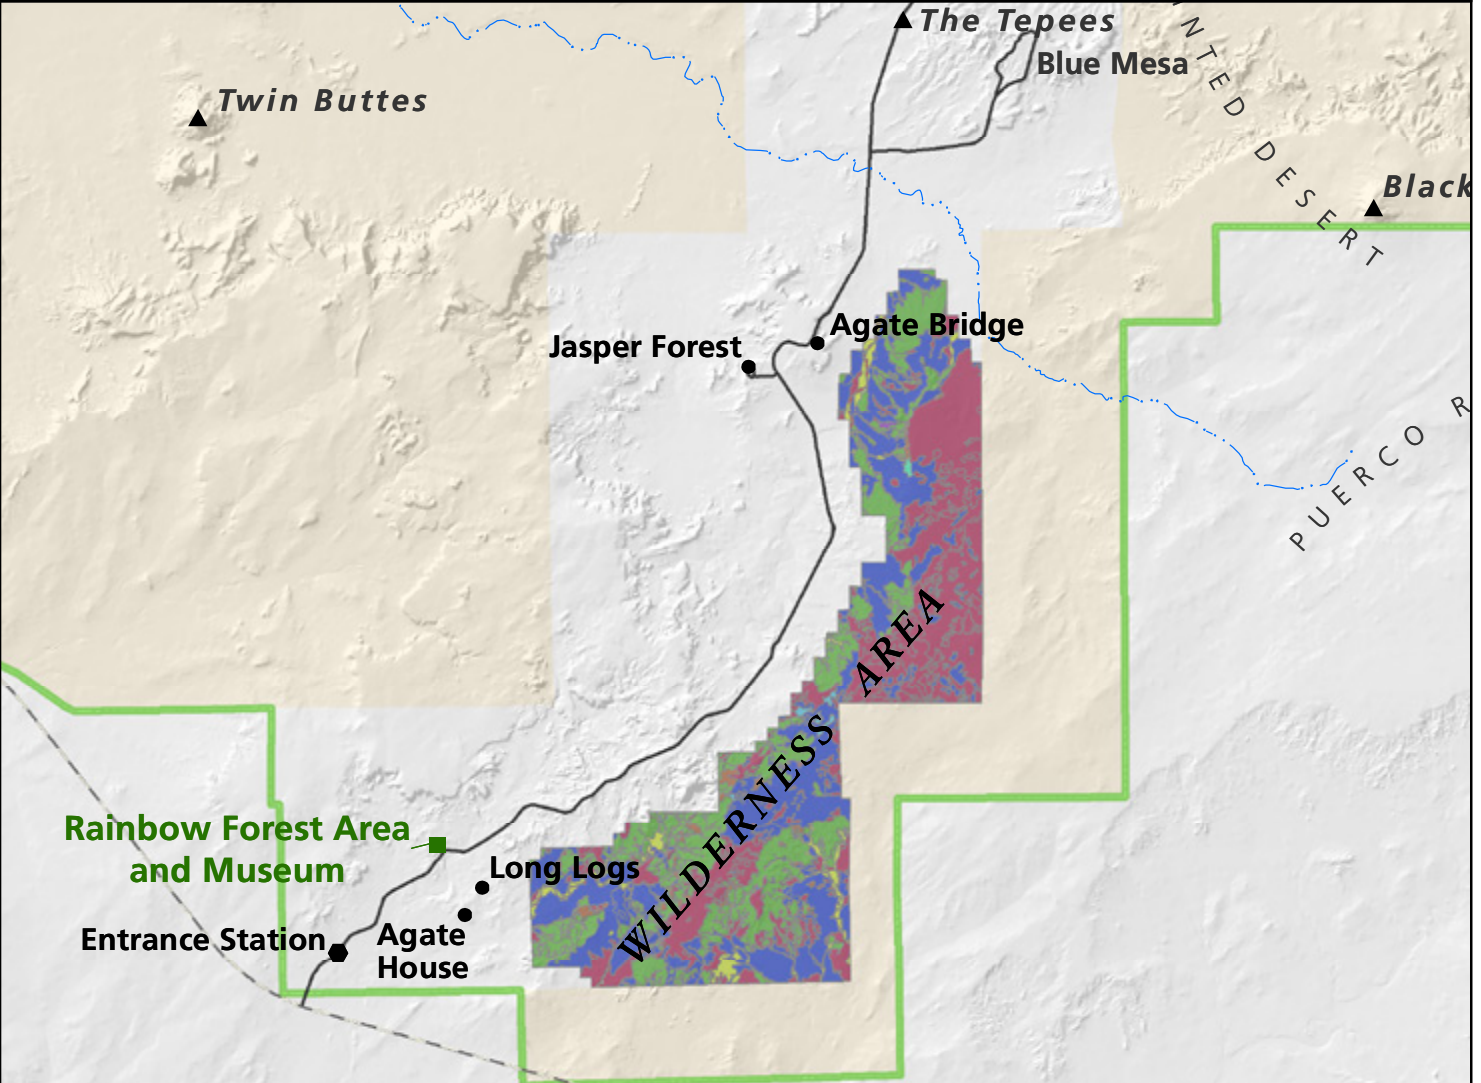 The Tepees
Blue Mesa
NTED DESERT
Twin Buttes
Black
Agate Bridge
Jasper Forest
PUERCO R
WILDERNESS AREA
Rainbow Forest Area
and Museum
Long Logs
Entrance Station
Agate
House